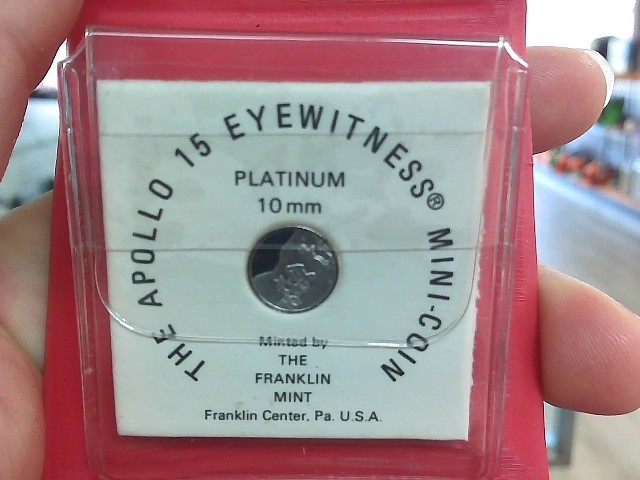 THE APOLLO 15 EYEWITNESS® MINI-COIN
PLATINUM
10mm
Minted by
THE
FRANKLIN
MINT
Franklin Center, Pa. U.S.A.